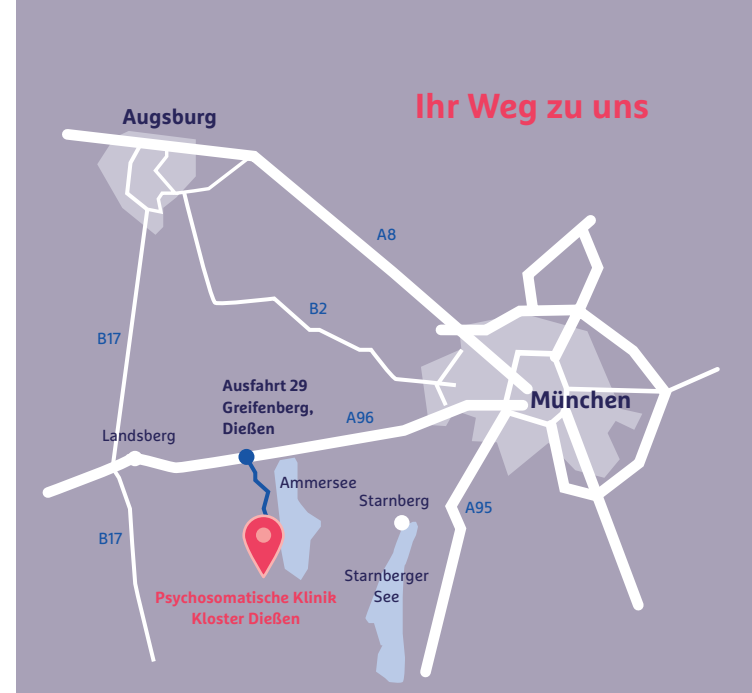 Ihr Weg zu uns
Augsburg
A8
B2
B17
Ausfahrt 29
Greifenberg,
Dießen
A96
München
Landsberg
Ammersee
Starnberg
A95
B17
Starnberger
See
Psychosomatische Klinik
Kloster Dießen